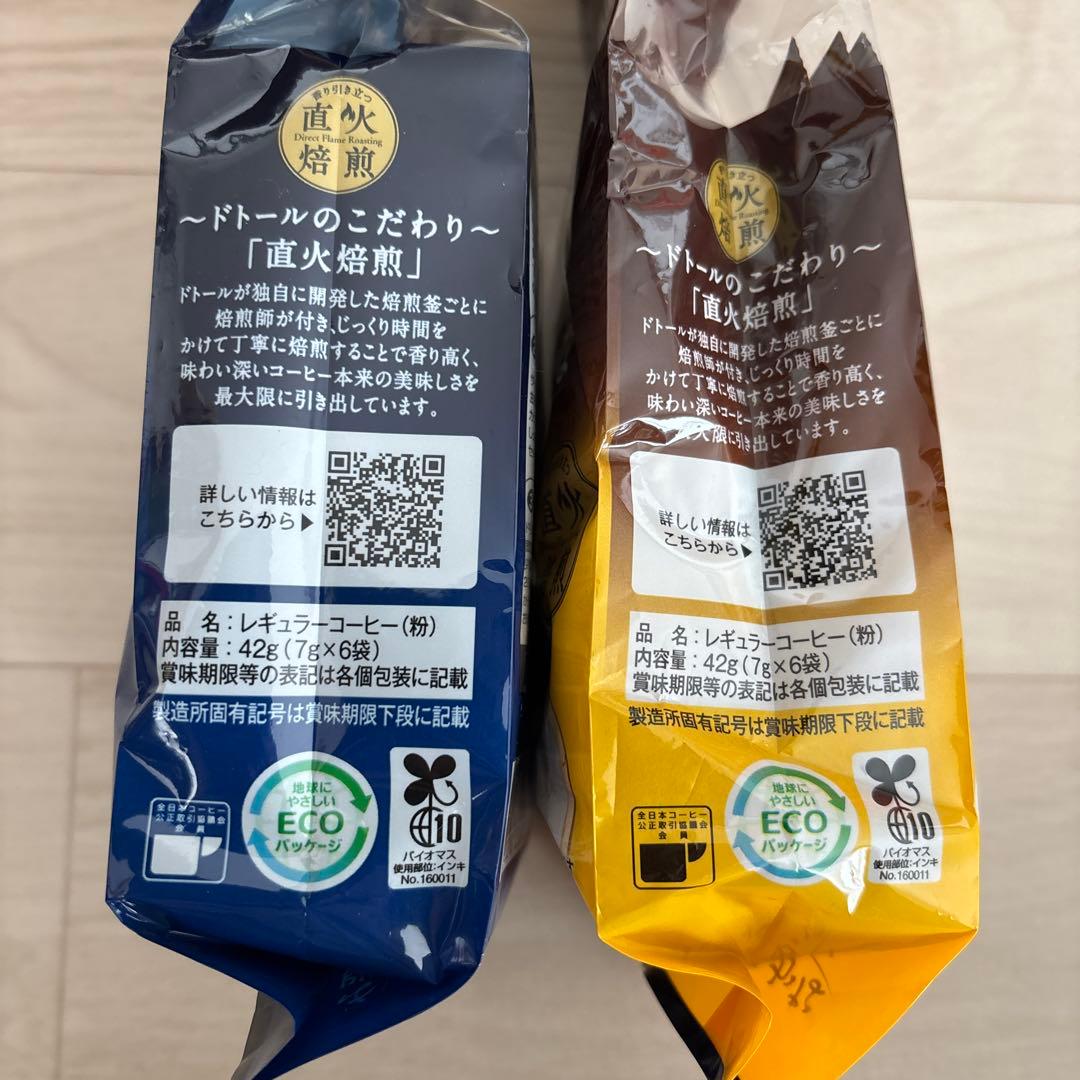 香り引き立つ
直火
Direct Flame Roasting
焙煎
～ドトールのこだわり～
「直火焙煎」
ドトールが独自に開発した焙煎釜ごとに
焙煎師が付き、じっくり時間を
かけて丁寧に焙煎することで香り高く、
味わい深いコーヒー本来の美味しさを
最大限に引き出しています。
詳しい情報は
こちらから▶
品　名：レギュラーコーヒー（粉）
内容量：42g（7g×6袋）
賞味期限等の表記は各個包装に記載
製造所固有記号は賞味期限下段に記載
全日本コーヒー
公正取引協議会
会員
地球に
やさしい
ECO
パッケージ
10
バイオマス
使用部位：インキ
No.160011
き立つ
直火
焙煎
～ドトールのこだわり～
「直火焙煎」
ドトールが独自に開発した焙煎釜ごとに
焙煎師が付き、じっくり時間を
かけて丁寧に焙煎することで香り高く、
味わい深いコーヒー本来の美味しさを
最大限に引き出しています。
詳しい情報は
こちらから▶
品　名：レギュラーコーヒー（粉）
内容量：42g（7g×6袋）
賞味期限等の表記は各個包装に記載
製造所固有記号は賞味期限下段に記載
全日本コーヒー
公正取引協議会
会員
地球に
やさしい
ECO
パッケージ
10
バイオマス
使用部位：インキ
No.160011